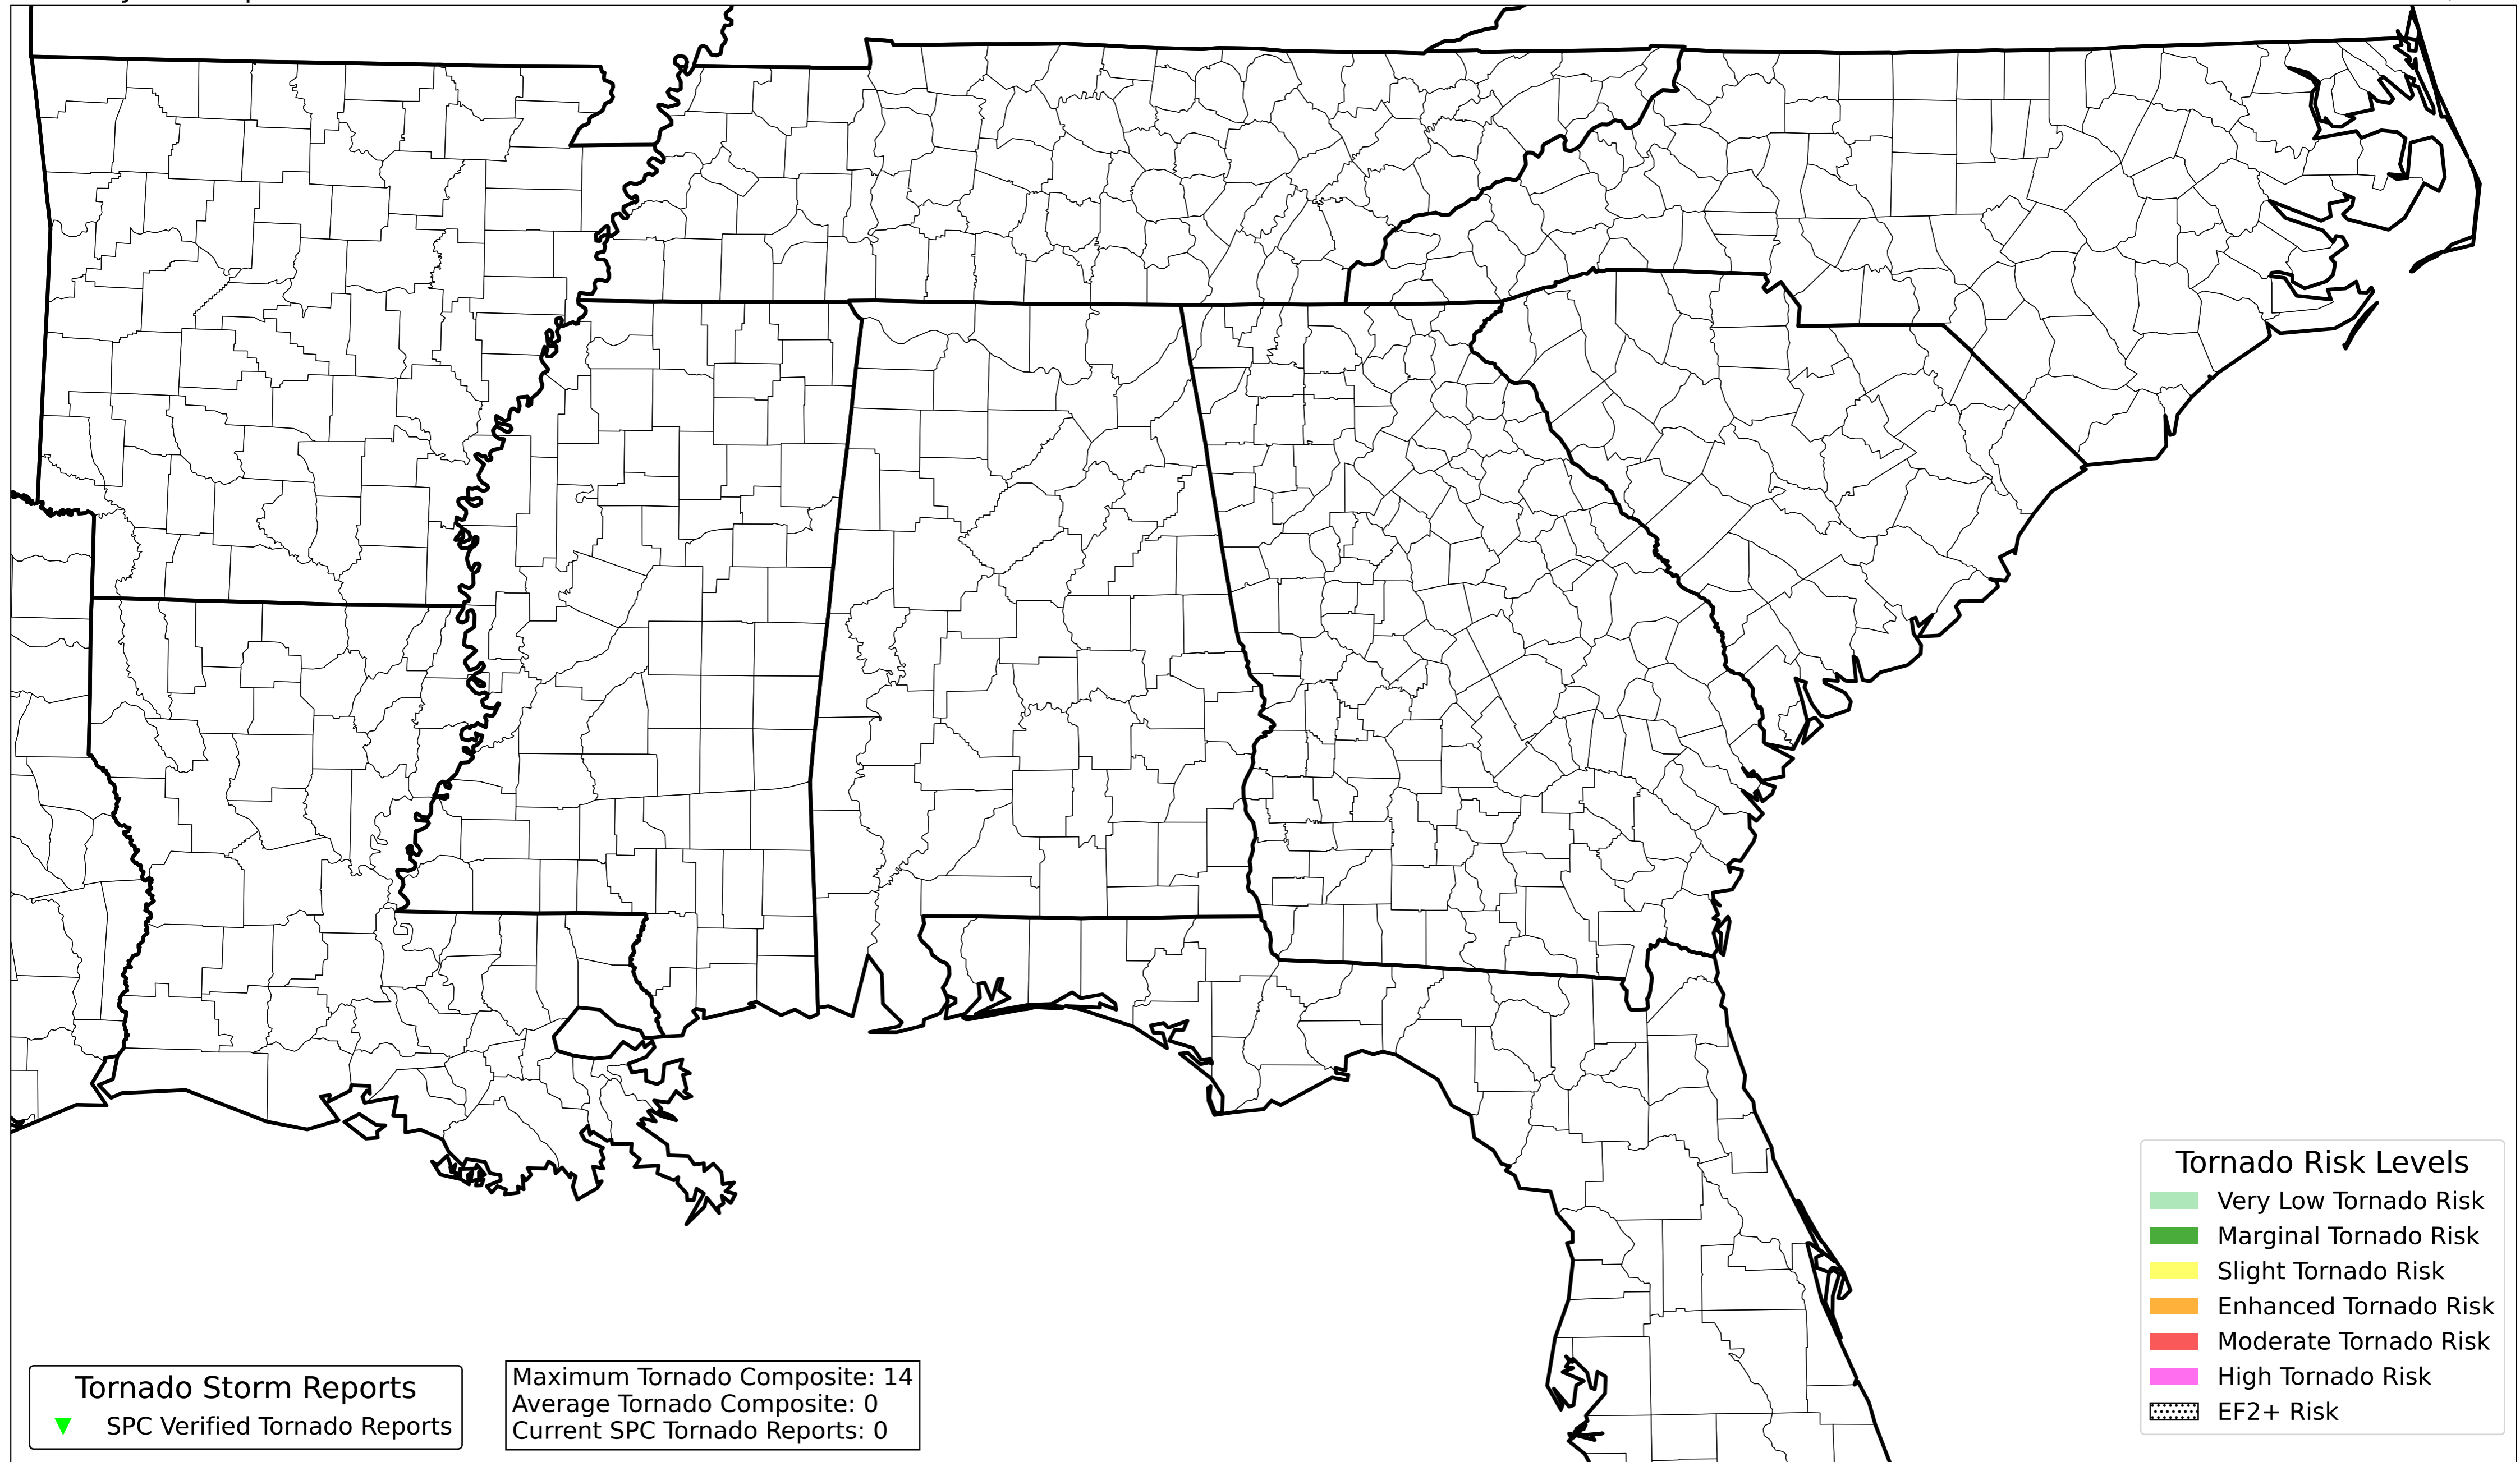 Tornado Risk Levels
Very Low Tornado Risk
Marginal Tornado Risk
Slight Tornado Risk
Enhanced Tornado Risk
Moderate Tornado Risk
High Tornado Risk
EF2+ Risk
Tornado Storm Reports
SPC Verified Tornado Reports
Maximum Tornado Composite: 14
Average Tornado Composite: 0
Current SPC Tornado Reports: 0